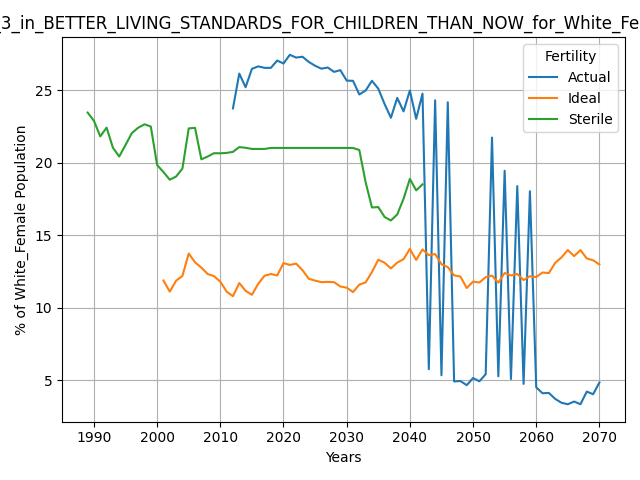 _3_in_BETTER_LIVING_STANDARDS_FOR_CHILDREN_THAN_NOW_for_White_Fe
Fertility
Actual
Ideal
Sterile
% of White_Female Population
25
20
15
10
5
1990 2000 2010 2020 2030 2040 2050 2060 2070
Years